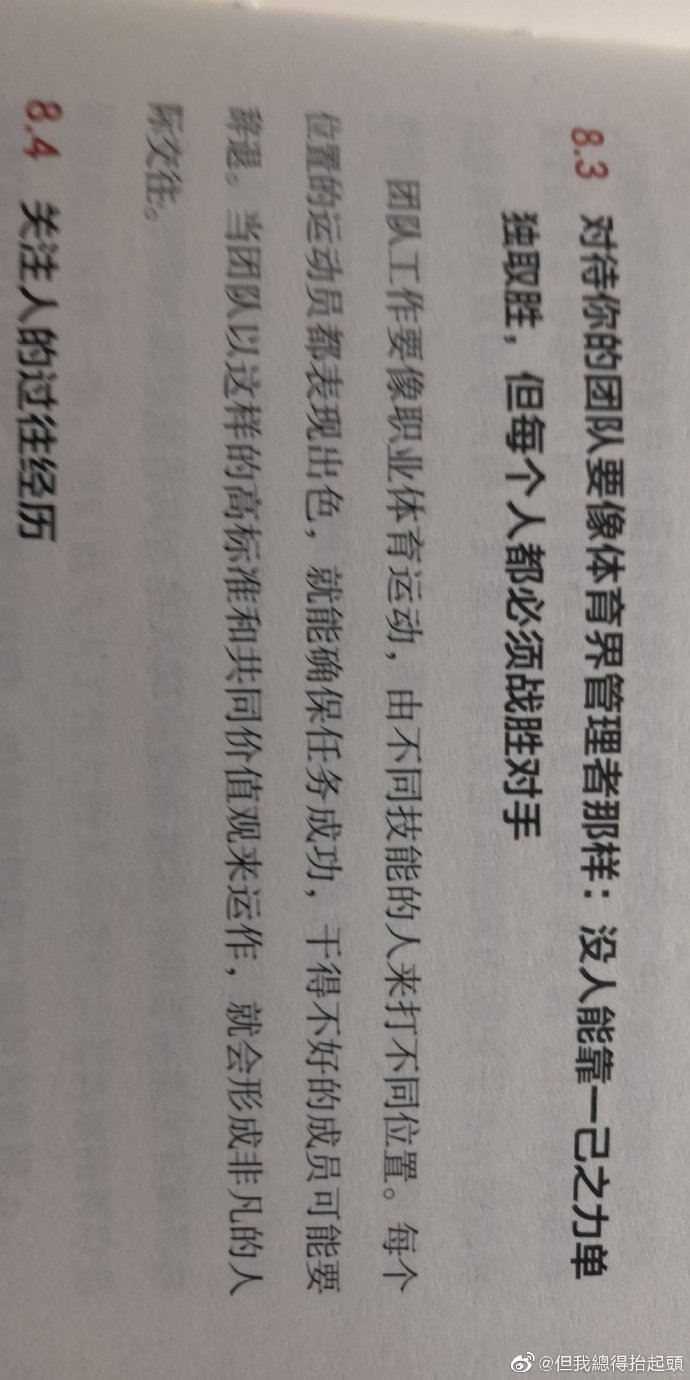 8.3 对待你的团队要像体育界管理者那样：没人能靠一己之力单
独取胜，但每个人都必须战胜对手
团队工作要像职业体育运动，由不同技能的人来打不同位置。每个
位置的运动员都表现出色，就能确保任务成功，干得不好的成员可能要
辞退。当团队以这样的高标准和共同价值观来运作，就会形成非凡的人
际交往。
8.4 关注人的过往经历
@但我總得抬起頭